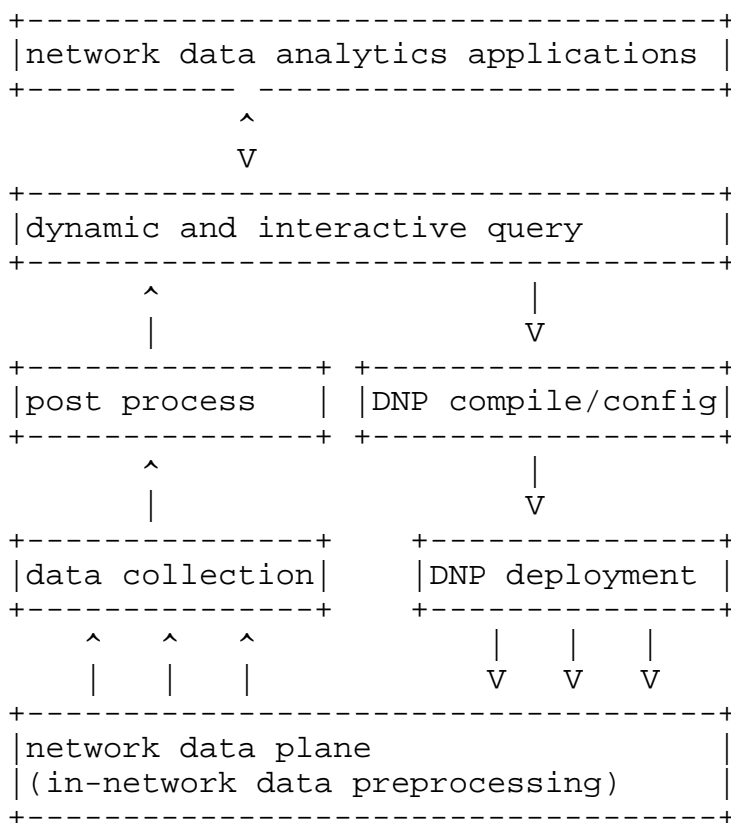 network data analytics applications
dynamic and interactive query
post process
DNP compile/config
data collection
DNP deployment
network data plane
(in-network data preprocessing)